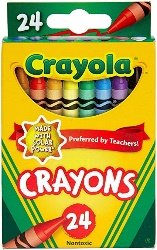 24
Crayola
MADE
WITH
SOLAR
POWER*
Preferred by Teachers!
CRAYONS
24
Nontoxic